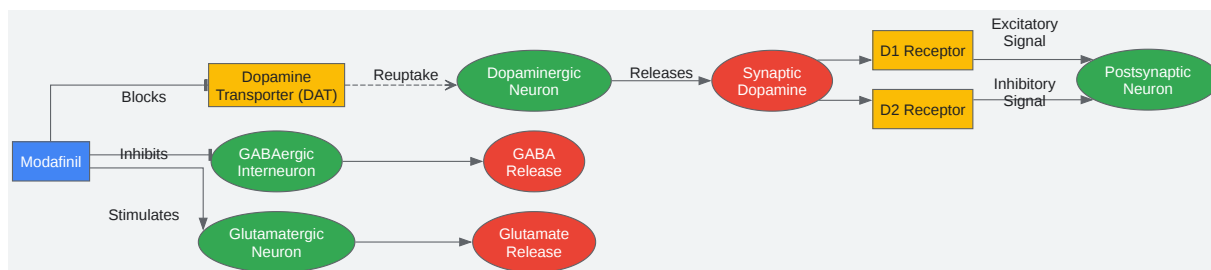 Modafinil
Blocks
Dopamine
Transporter (DAT)
Reuptake
Dopaminergic
Neuron
Releases
Synaptic
Dopamine
D1 Receptor
Excitatory
Signal
D2 Receptor
Inhibitory
Signal
Postsynaptic
Neuron
Inhibits
GABAergic
Interneuron
GABA
Release
Stimulates
Glutamatergic
Neuron
Glutamate
Release